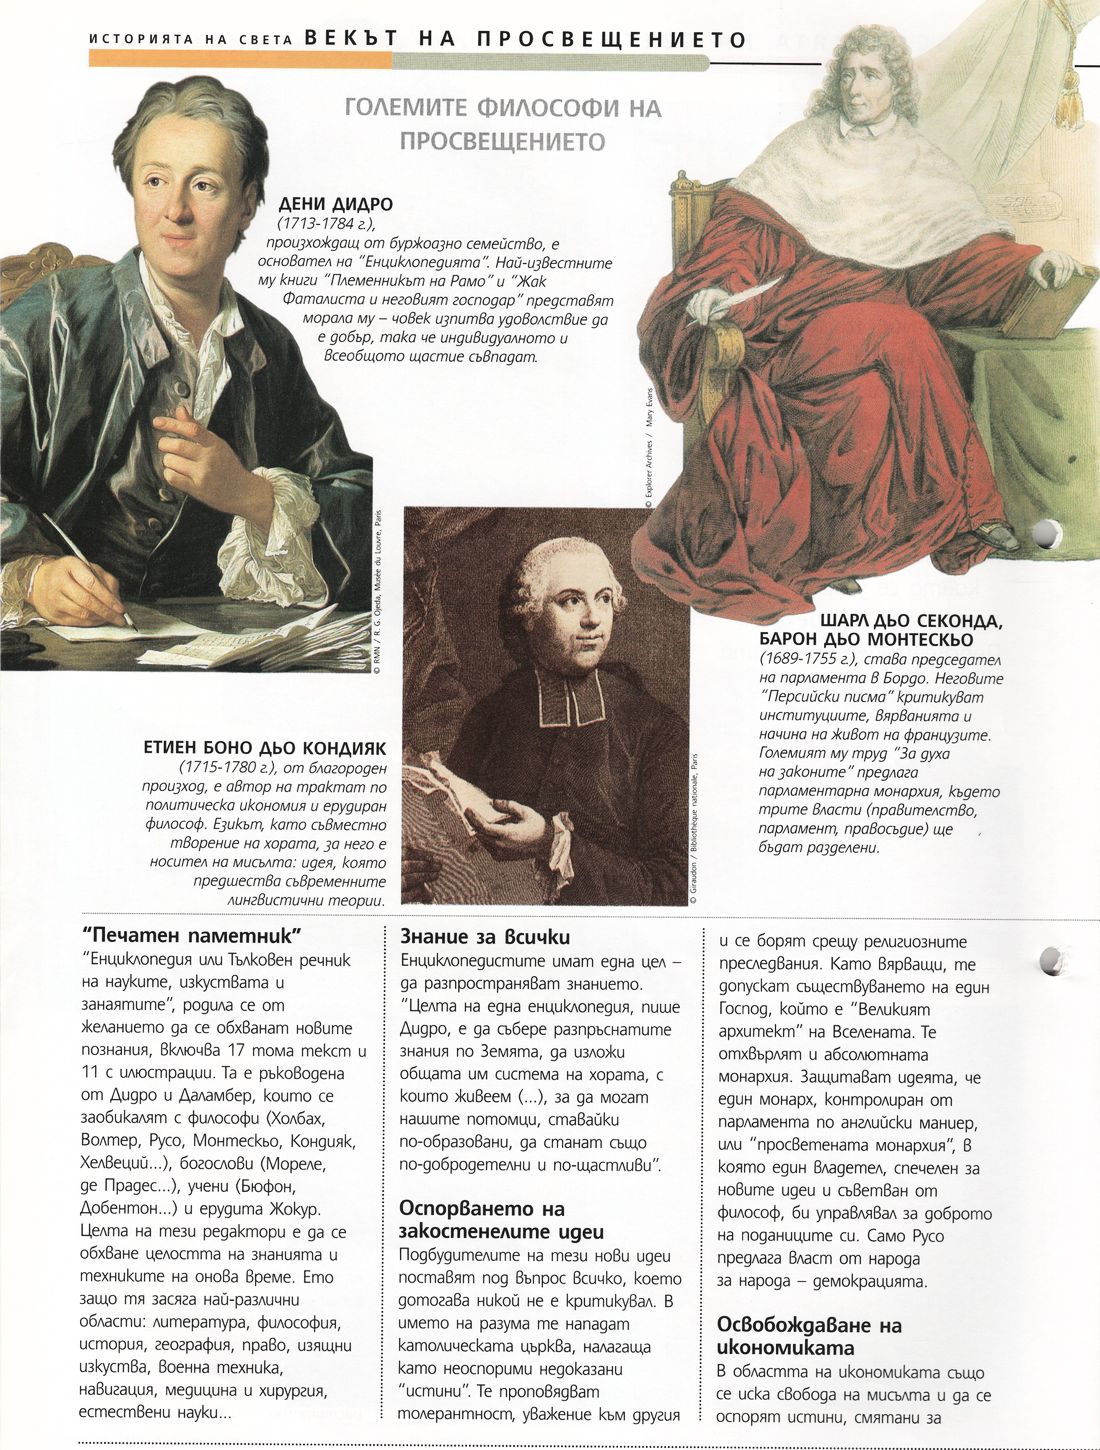 ИСТОРИЯТА НА СВЕТА ВЕКЪТ НА ПРОСВЕЩЕНИЕТО
ГОЛЕМИТЕ ФИЛОСОФИ НА
ПРОСВЕЩЕНИЕТО
ДЕНИ ДИДРО
(1713-1784 г.),
произхождащ от буржоазно семейство, е
основател на “Енциклопедията”. Най-известните
му книги “Племенникът на Рамо” и “Жак
Фаталиста и неговият господар” представят
морала му – човек изпитва удоволствие да
е добър, така че индивидуалното и
всеобщото щастие съвпадат.
© RMN / R. G. Ojeda, Musée du Louvre, Paris
© Explorer Archives / Mary Evans
ШАРЛ ДЬО СЕКОНДА,
БАРОН ДЬО МОНТЕСКЬО
(1689-1755 г.), става председател
на парламента в Бордо. Неговите
“Персийски писма” критикуват
институциите, вярванията и
начина на живот на французите.
Големият му труд “За духа
на законите” предлага
парламентарна монархия, където
трите власти (правителство,
парламент, правосъдие) ще
бъдат разделени.
ЕТИЕН БОНО ДЬО КОНДИЯК
(1715-1780 г.), от благороден
произход, е автор на трактат по
политическа икономия и ерудиран
философ. Езикът, като съвместно
творение на хората, за него е
носител на мисълта: идея, която
предшества съвременните
лингвистични теории.
© Giraudon / Bibliothèque nationale, Paris
“Печатен паметник”
“Енциклопедия или Тълковен речник
на науките, изкуствата и
занаятите”, родила се от
желанието да се обхванат новите
познания, включва 17 тома текст и
11 с илюстрации. Та е ръководена
от Дидро и Даламбер, които се
заобикалят с философи (Холбах,
Волтер, Русо, Монтескьо, Кондияк,
Хелвеций...), богослови (Мореле,
де Прадес...), учени (Бюфон,
Добентон...) и ерудита Жокур.
Целта на тези редактори е да се
обхване целостта на знанията и
техниките на онова време. Ето
защо тя засяга най-различни
области: литература, философия,
история, география, право, изящни
изкуства, военна техника,
навигация, медицина и хирургия,
естествени науки...
Знание за всички
Енциклопедистите имат една цел –
да разпространяват знанието.
“Целта на една енциклопедия, пише
Дидро, е да събере разпръснатите
знания по Земята, да изложи
общата им система на хората, с
които живеем (...), за да могат
нашите потомци, ставайки
по-образовани, да станат също
по-добродетелни и по-щастливи”.
Оспорването на
закостенелите идеи
Подбудителите на тези нови идеи
поставят под въпрос всичко, което
дотогава никой не е критикувал. В
името на разума те нападат
католическата църква, налагаща
като неоспорими недоказани
“истини”. Те проповядват
толерантност, уважение към другия
и се борят срещу религиозните
преследвания. Като вярващи, те
допускат съществуването на един
Господ, който е “Великият
архитект” на Вселената. Те
отхвърлят и абсолютната
монархия. Защитават идеята, че
един монарх, контролиран от
парламента по английски маниер,
или “просветената монархия”, в
която един владетел, спечелен за
новите идеи и съветван от
философ, би управлявал за доброто
на поданиците си. Само Русо
предлага власт от народа
за народа – демокрацията.
Освобождаване на
икономиката
В областта на икономиката също
се иска свобода на мисълта и да се
оспорят истини, смятани за